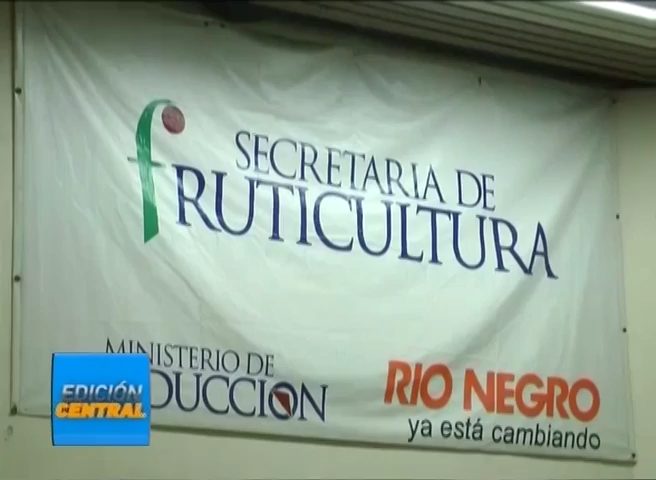 SECRETARIA DE
FRUTICULTURA
MINISTERIO DE
RIO NEGRO
ya está cambiando
EDICIÓN
CENTRAL